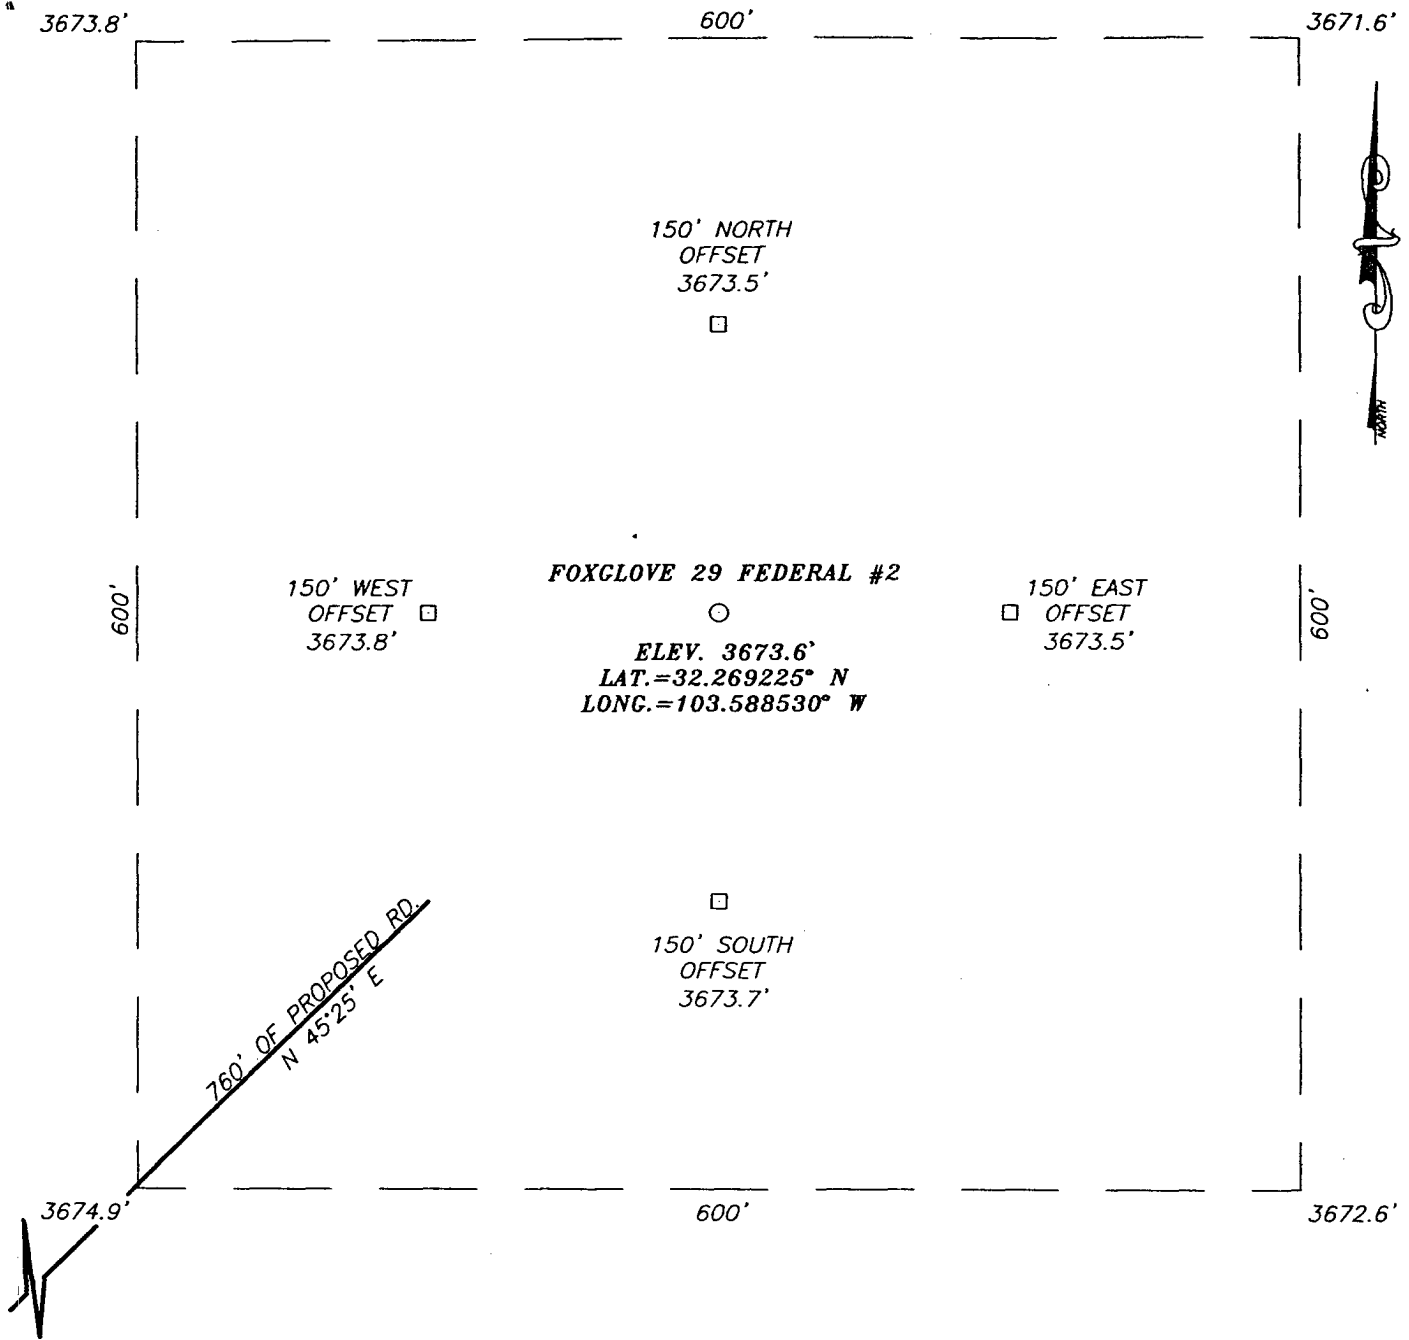 3673.8'
600'
3671.6'
NORTH
150' NORTH
OFFSET
3673.5'
600'
150' WEST
OFFSET
3673.8'
FOXGLOVE 29 FEDERAL #2
ELEV. 3673.6'
LAT.=32.269225° N
LONG.=103.588530° W
150' EAST
OFFSET
3673.5'
600'
150' SOUTH
OFFSET
3673.7'
760' OF PROPOSED RD.
N 45°25' E
3674.9'
600'
3672.6'